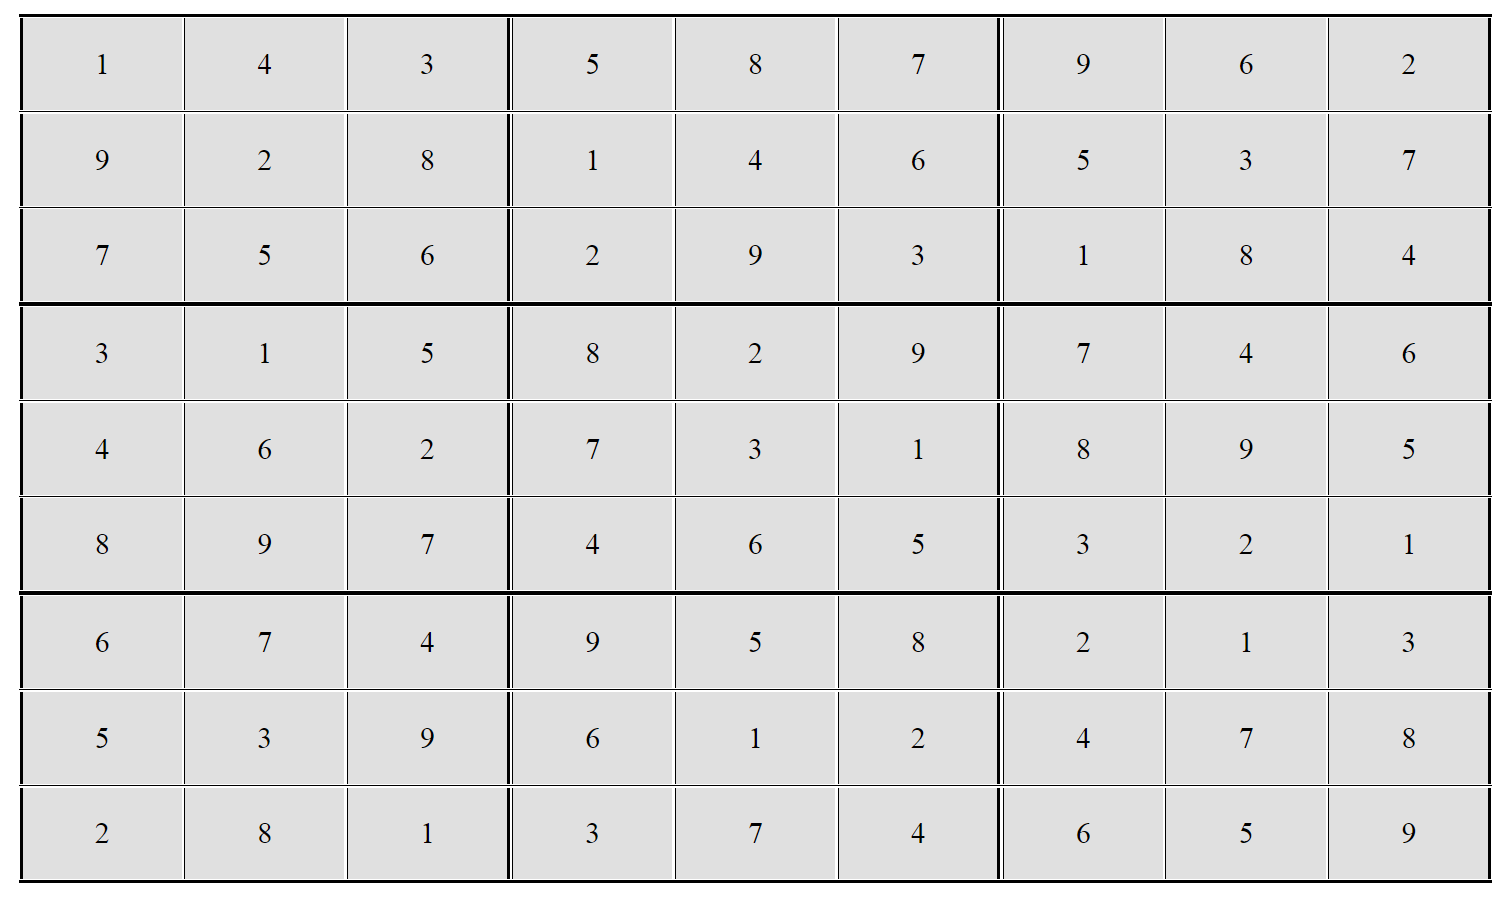 1 4 3 5 8 7 9 6 2
9 2 8 1 4 6 5 3 7
7 5 6 2 9 3 1 8 4
3 1 5 8 2 9 7 4 6
4 6 2 7 3 1 8 9 5
8 9 7 4 6 5 3 2 1
6 7 4 9 5 8 2 1 3
5 3 9 6 1 2 4 7 8
2 8 1 3 7 4 6 5 9